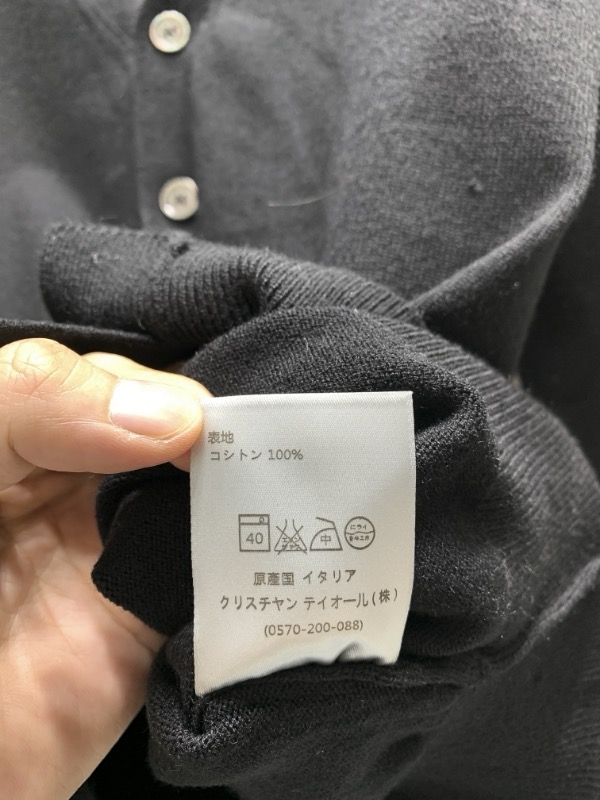 表地
コシトン 100%
40
中
原産国 イタリア
クリスチャン テイオール(株)
(0570-200-088)